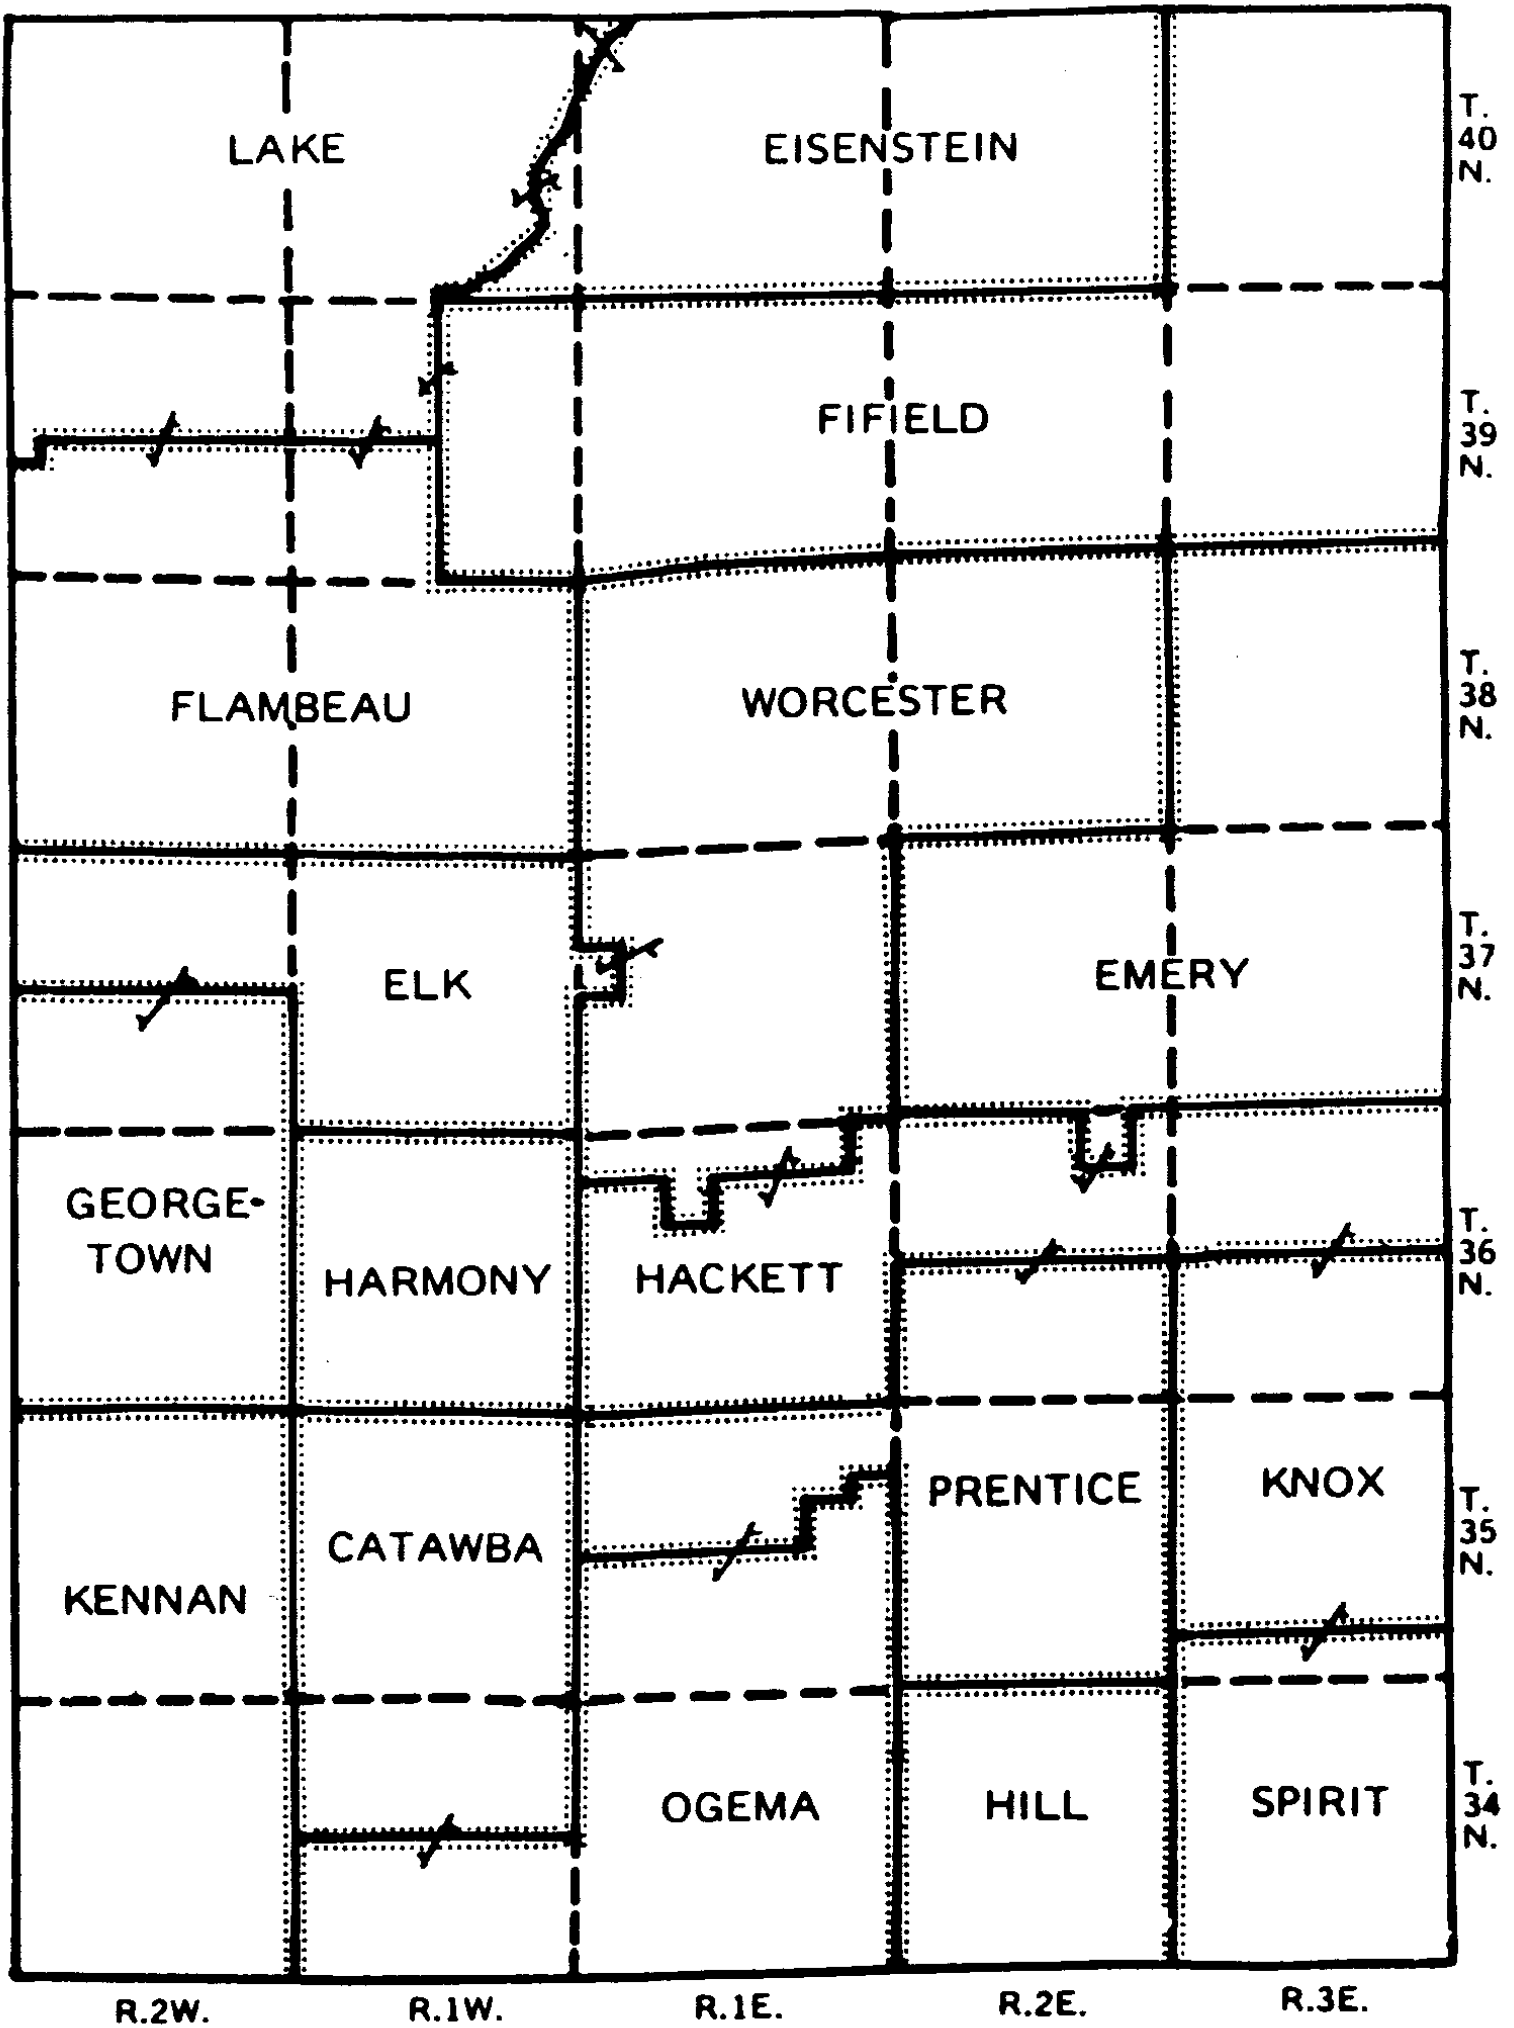 LAKE
EISENSTEIN
T.
40
N.
FIFIELD
T.
39
N.
FLAMBEAU
WORCESTER
T.
38
N.
ELK
EMERY
T.
37
N.
GEORGE-
TOWN
HARMONY
HACKETT
T.
36
N.
KENNAN
CATAWBA
PRENTICE
KNOX
T.
35
N.
OGEMA
HILL
SPIRIT
T.
34
N.
R.2W.
R.1W.
R.1E.
R.2E.
R.3E.